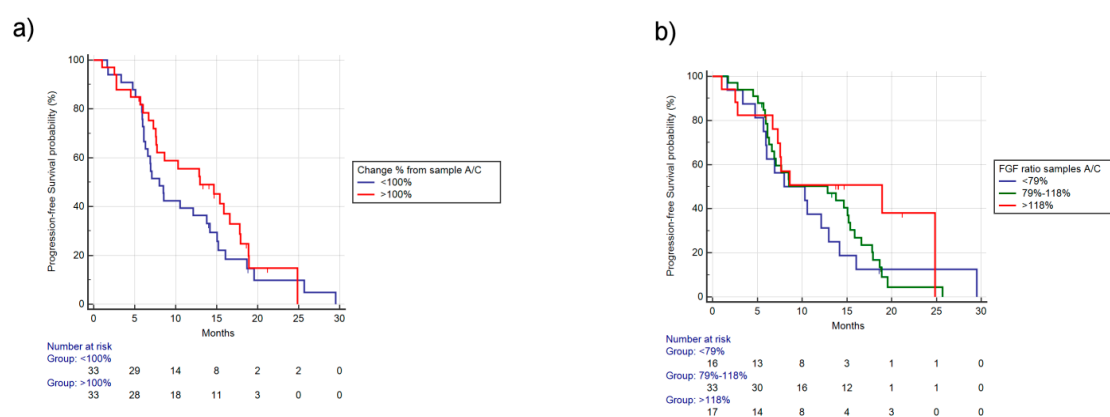 a)
100
80
60
40
20
0
Progression-free Survival probability (%)
0 5 10 15 20 25 30
Months
Change % from sample A/C
<100%
>100%
Number at risk
Group: <100%
33 29 14 8 2 2 0
Group: >100%
33 28 18 11 3 0 0
b)
100
80
60
40
20
0
Progression-free Survival probability (%)
0 5 10 15 20 25 30
Months
FGF ratio samples A/C
<79%
79%-118%
>118%
Number at risk
Group: <79%
16 13 8 3 1 1 0
Group: 79%-118%
33 30 16 12 1 1 0
Group: >118%
17 14 8 4 3 0 0